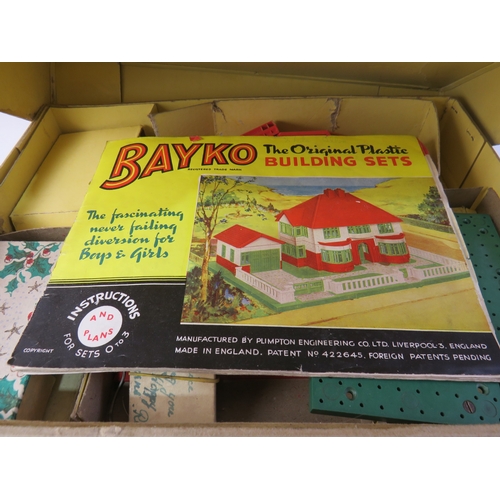 BAYKO
REGISTERED TRADE MARK
The Original Plastic
BUILDING SETS
The fascinating
never failing
diversion for
Boys & Girls
INSTRUCTIONS
AND
PLANS
FOR SETS 0 TO 3
COPYRIGHT
MANUFACTURED BY PLIMPTON ENGINEERING CO. LTD. LIVERPOOL 3, ENGLAND
MADE IN ENGLAND. PATENT Nº 422645. FOREIGN PATENTS PENDING
you
Happy